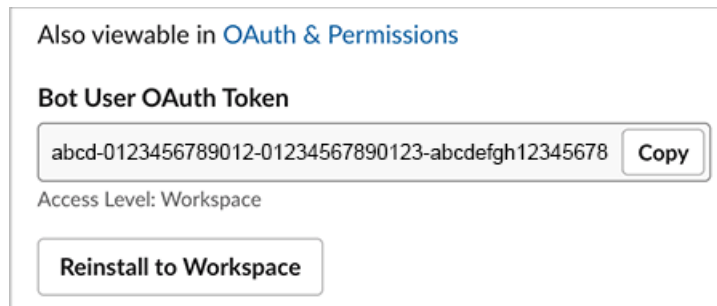 Also viewable in OAuth & Permissions
Bot User OAuth Token
abcd-0123456789012-01234567890123-abcdefgh12345678 Copy
Access Level: Workspace
Reinstall to Workspace